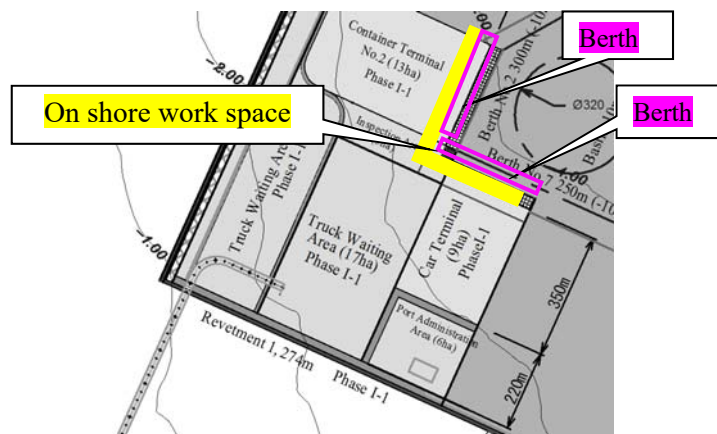 Berth
Berth
On shore work space
Container Terminal
No.2 (13ha)
Phase I-1
-2.00
Berth No.2 300m (-10
Ø320
Inspection
Berth No.7 250m (-10
-1.00
Truck Waiting Area
Phase I-1
Truck Waiting
Area (17ha)
Phase I-1
Car Terminal
(9ha)
PhaseI-1
-1.00
350m
Port Administration
Area (6ha)
Revetment 1, 274m
Phase I-1
220m